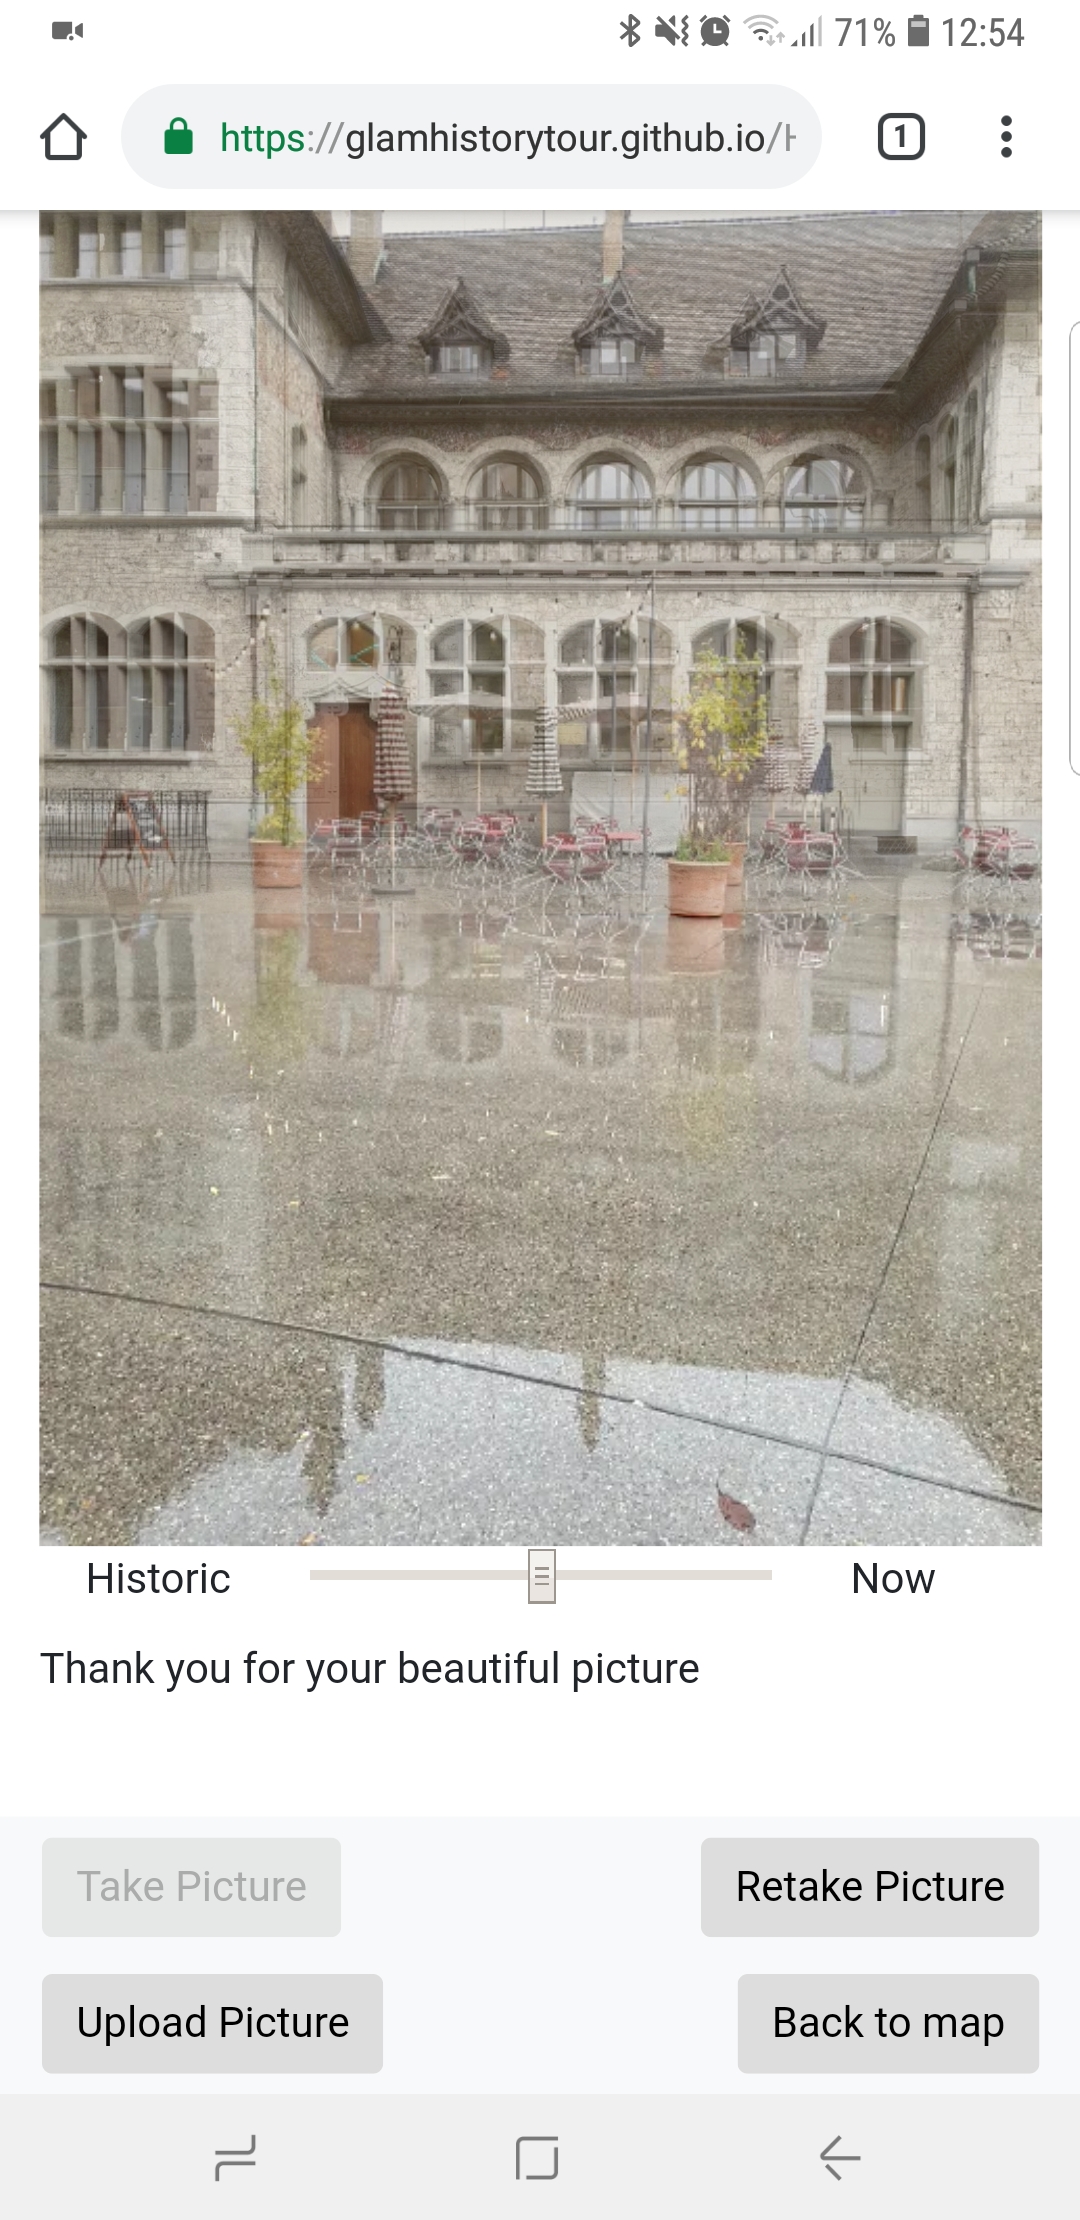 71% 12:54
https://glamhistorytour.github.io/H
1
Historic Now
Thank you for your beautiful picture
Take Picture Retake Picture
Upload Picture Back to map